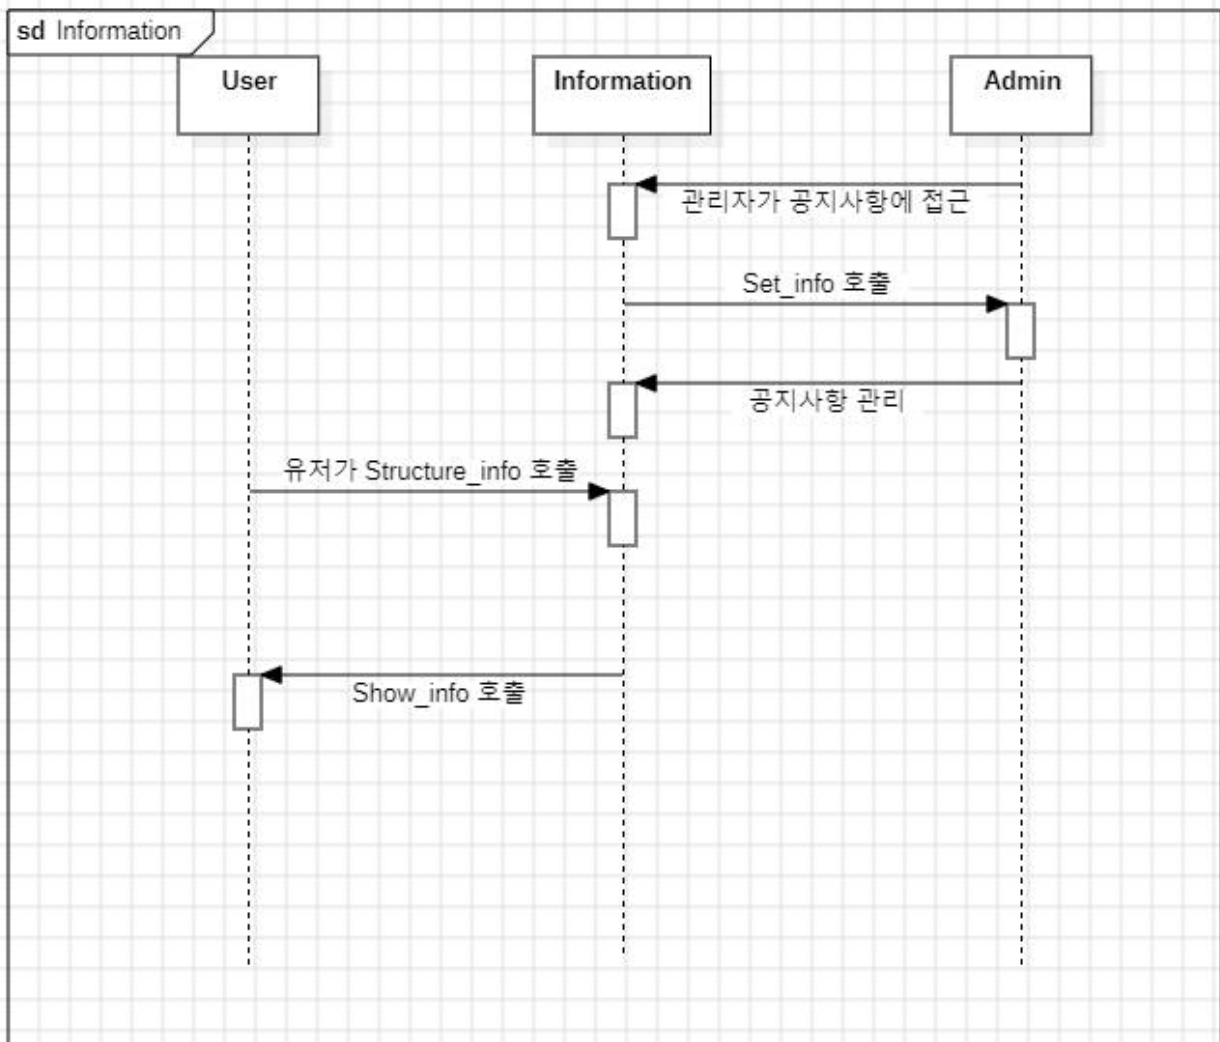 sd Information
User
Information
Admin
관리자가 공지사항에 접근
Set_info 호출
공지사항 관리
유저가 Structure_info 호출
Show_info 호출